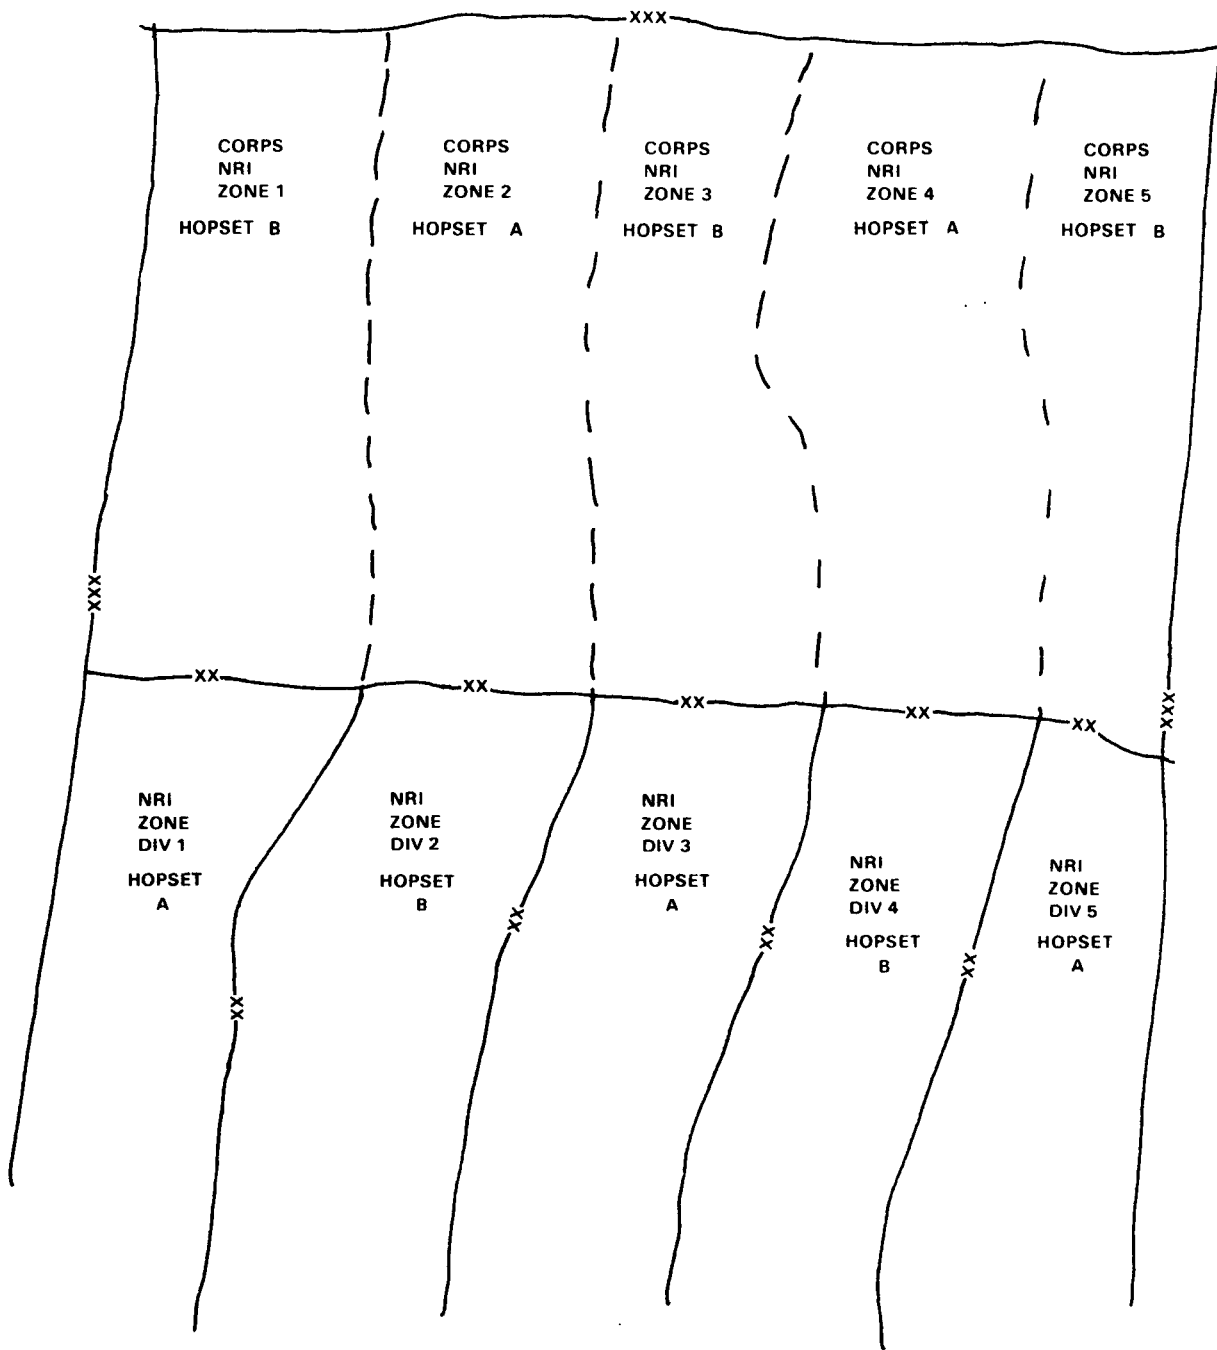 XXX
CORPS
NRI
ZONE 1
HOPSET B
CORPS
NRI
ZONE 2
HOPSET A
CORPS
NRI
ZONE 3
HOPSET B
CORPS
NRI
ZONE 4
HOPSET A
CORPS
NRI
ZONE 5
HOPSET B
XXX
XX
XX
XX
XX
XX
XXX
NRI
ZONE
DIV 1
HOPSET
A
NRI
ZONE
DIV 2
HOPSET
B
NRI
ZONE
DIV 3
HOPSET
A
NRI
ZONE
DIV 4
HOPSET
B
NRI
ZONE
DIV 5
HOPSET
A
XX
XX
XX
XX